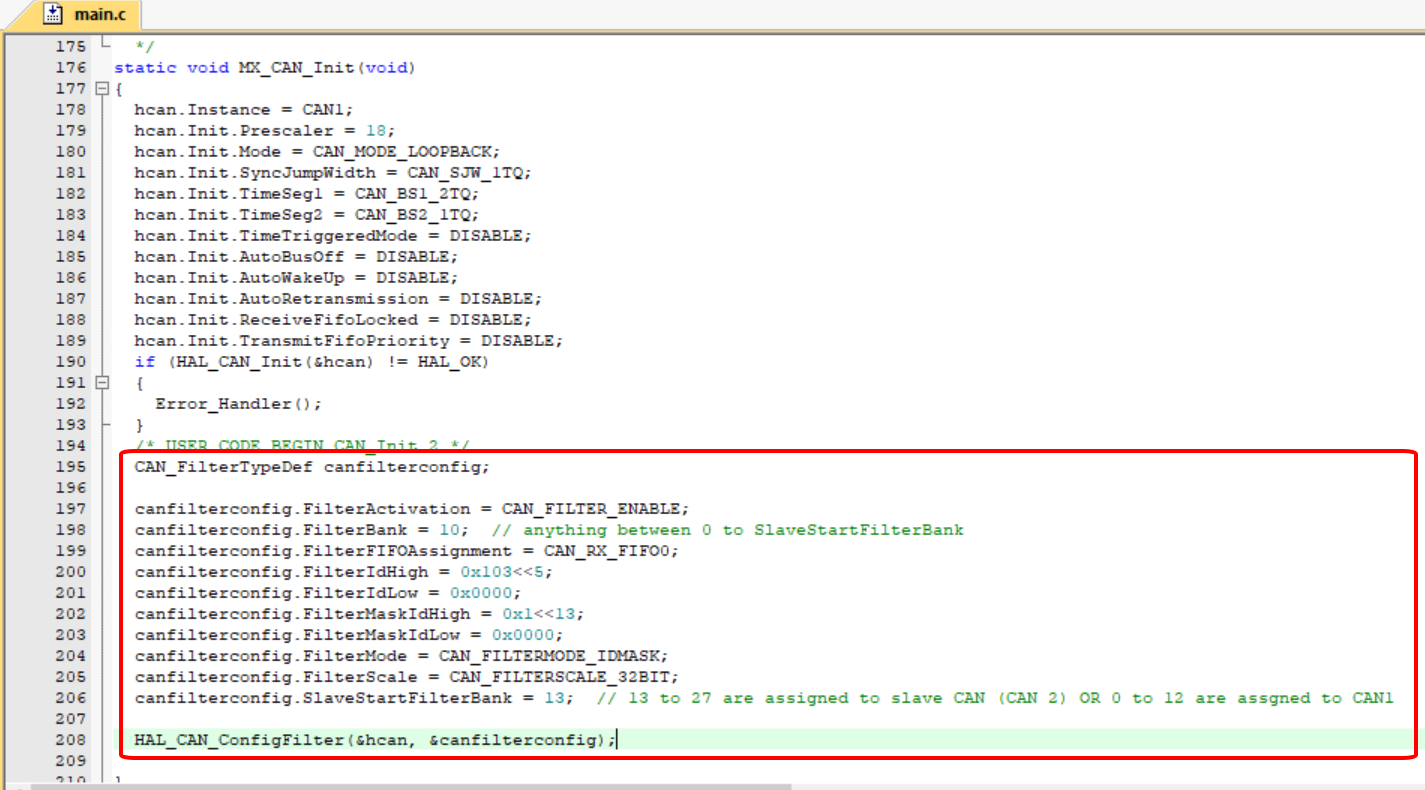 main.c
175 */
176 static void MX_CAN_Init(void)
177 {
178 hcan.Instance = CAN1;
179 hcan.Init.Prescaler = 18;
180 hcan.Init.Mode = CAN_MODE_LOOPBACK;
181 hcan.Init.SyncJumpWidth = CAN_SJW_1TQ;
182 hcan.Init.TimeSeg1 = CAN_BS1_2TQ;
183 hcan.Init.TimeSeg2 = CAN_BS2_1TQ;
184 hcan.Init.TimeTriggeredMode = DISABLE;
185 hcan.Init.AutoBusOff = DISABLE;
186 hcan.Init.AutoWakeUp = DISABLE;
187 hcan.Init.AutoRetransmission = DISABLE;
188 hcan.Init.ReceiveFifoLocked = DISABLE;
189 hcan.Init.TransmitFifoPriority = DISABLE;
190 if (HAL_CAN_Init(&hcan) != HAL_OK)
191 {
192 Error_Handler();
193 }
194 /* USER CODE BEGIN CAN_Init 2 */
195 CAN_FilterTypeDef canfilterconfig;
196
197 canfilterconfig.FilterActivation = CAN_FILTER_ENABLE;
198 canfilterconfig.FilterBank = 10; // anything between 0 to SlaveStartFilterBank
199 canfilterconfig.FilterFIFOAssignment = CAN_RX_FIFO0;
200 canfilterconfig.FilterIdHigh = 0x103<<5;
201 canfilterconfig.FilterIdLow = 0x0000;
202 canfilterconfig.FilterMaskIdHigh = 0x1<<13;
203 canfilterconfig.FilterMaskIdLow = 0x0000;
204 canfilterconfig.FilterMode = CAN_FILTERMODE_IDMASK;
205 canfilterconfig.FilterScale = CAN_FILTERSCALE_32BIT;
206 canfilterconfig.SlaveStartFilterBank = 13; // 13 to 27 are assigned to slave CAN (CAN 2) OR 0 to 12 are assgned to CAN1
207
208 HAL_CAN_ConfigFilter(&hcan, &canfilterconfig);
209
210 }